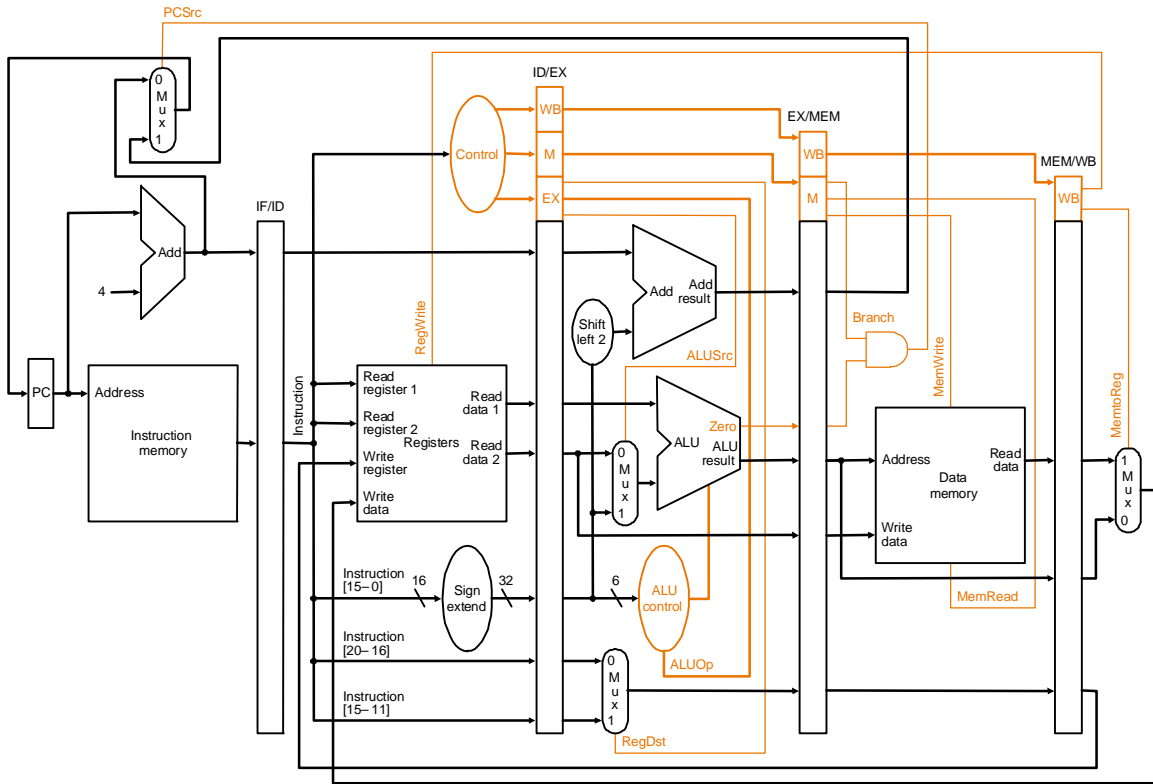 PCSrc
ID/EX
0
M
u
x
1
WB
EX/MEM
Control
M
WB
MEM/WB
EX
M
WB
IF/ID
Add
4
Add
Add
result
Shift
left 2
Branch
RegWrite
ALUSrc
MemWrite
MemtoReg
PC
Address
Instruction
memory
Instruction
Read
register 1
Read
register 2
Write
register
Write
data
Registers
Read
data 1
Read
data 2
0
M
u
x
1
ALU
Zero
ALU
result
Address
Read
data
Data
memory
Write
data
1
M
u
x
0
MemRead
Instruction
[15– 0]
16
Sign
extend
32
6
ALU
control
Instruction
[20– 16]
0
M
u
x
1
ALUOp
Instruction
[15– 11]
RegDst